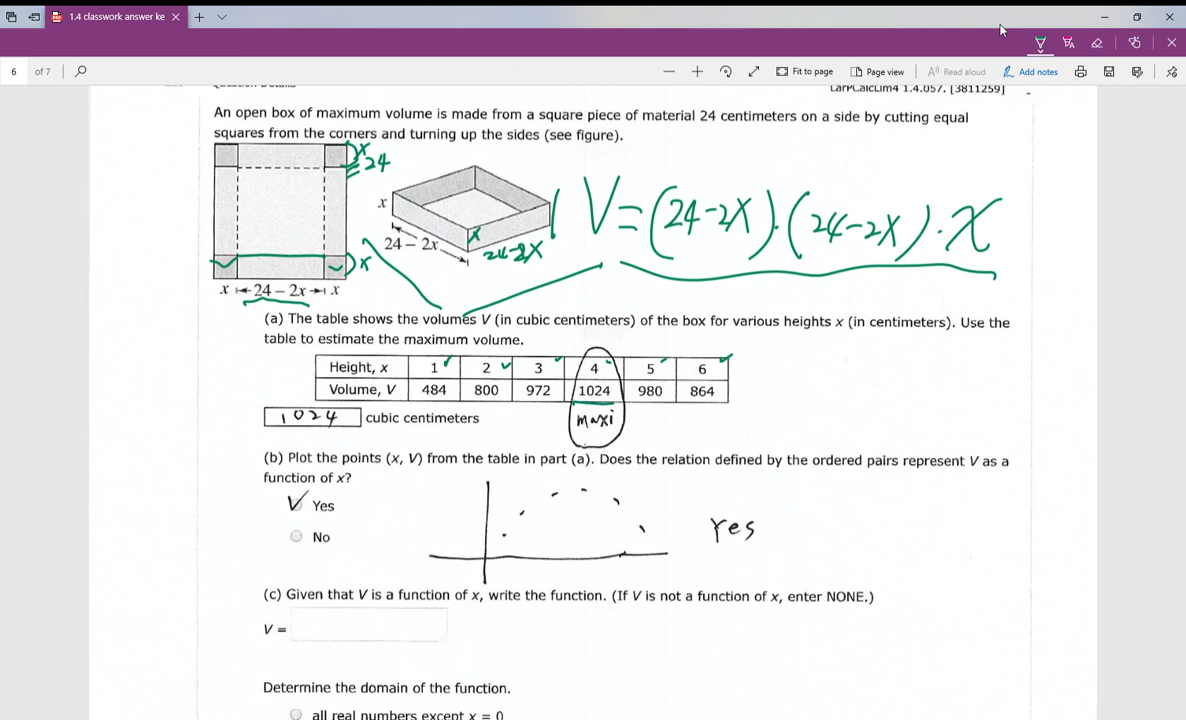 1.4 classwork answer ke
6 of 7
Fit to page
Page view
Read aloud
Add notes
LarPCalcLim4 1.4.057. [3811259]
An open box of maximum volume is made from a square piece of material 24 centimeters on a side by cutting equal
squares from the corners and turning up the sides (see figure).
x
24
x
x
24 – 2x
x
x
24 – 2x
x
24-2X
V=(24-2X)·(24-2X)·X
(a) The table shows the volumes V (in cubic centimeters) of the box for various heights x (in centimeters). Use the
table to estimate the maximum volume.
Height, x 1 2 3 4 5 6
Volume, V 484 800 972 1024 980 864
1024 cubic centimeters
maxi
(b) Plot the points (x, V) from the table in part (a). Does the relation defined by the ordered pairs represent V as a
function of x?
Yes
No
Yes
(c) Given that V is a function of x, write the function. (If V is not a function of x, enter NONE.)
V =
Determine the domain of the function.
all real numbers except x = 0